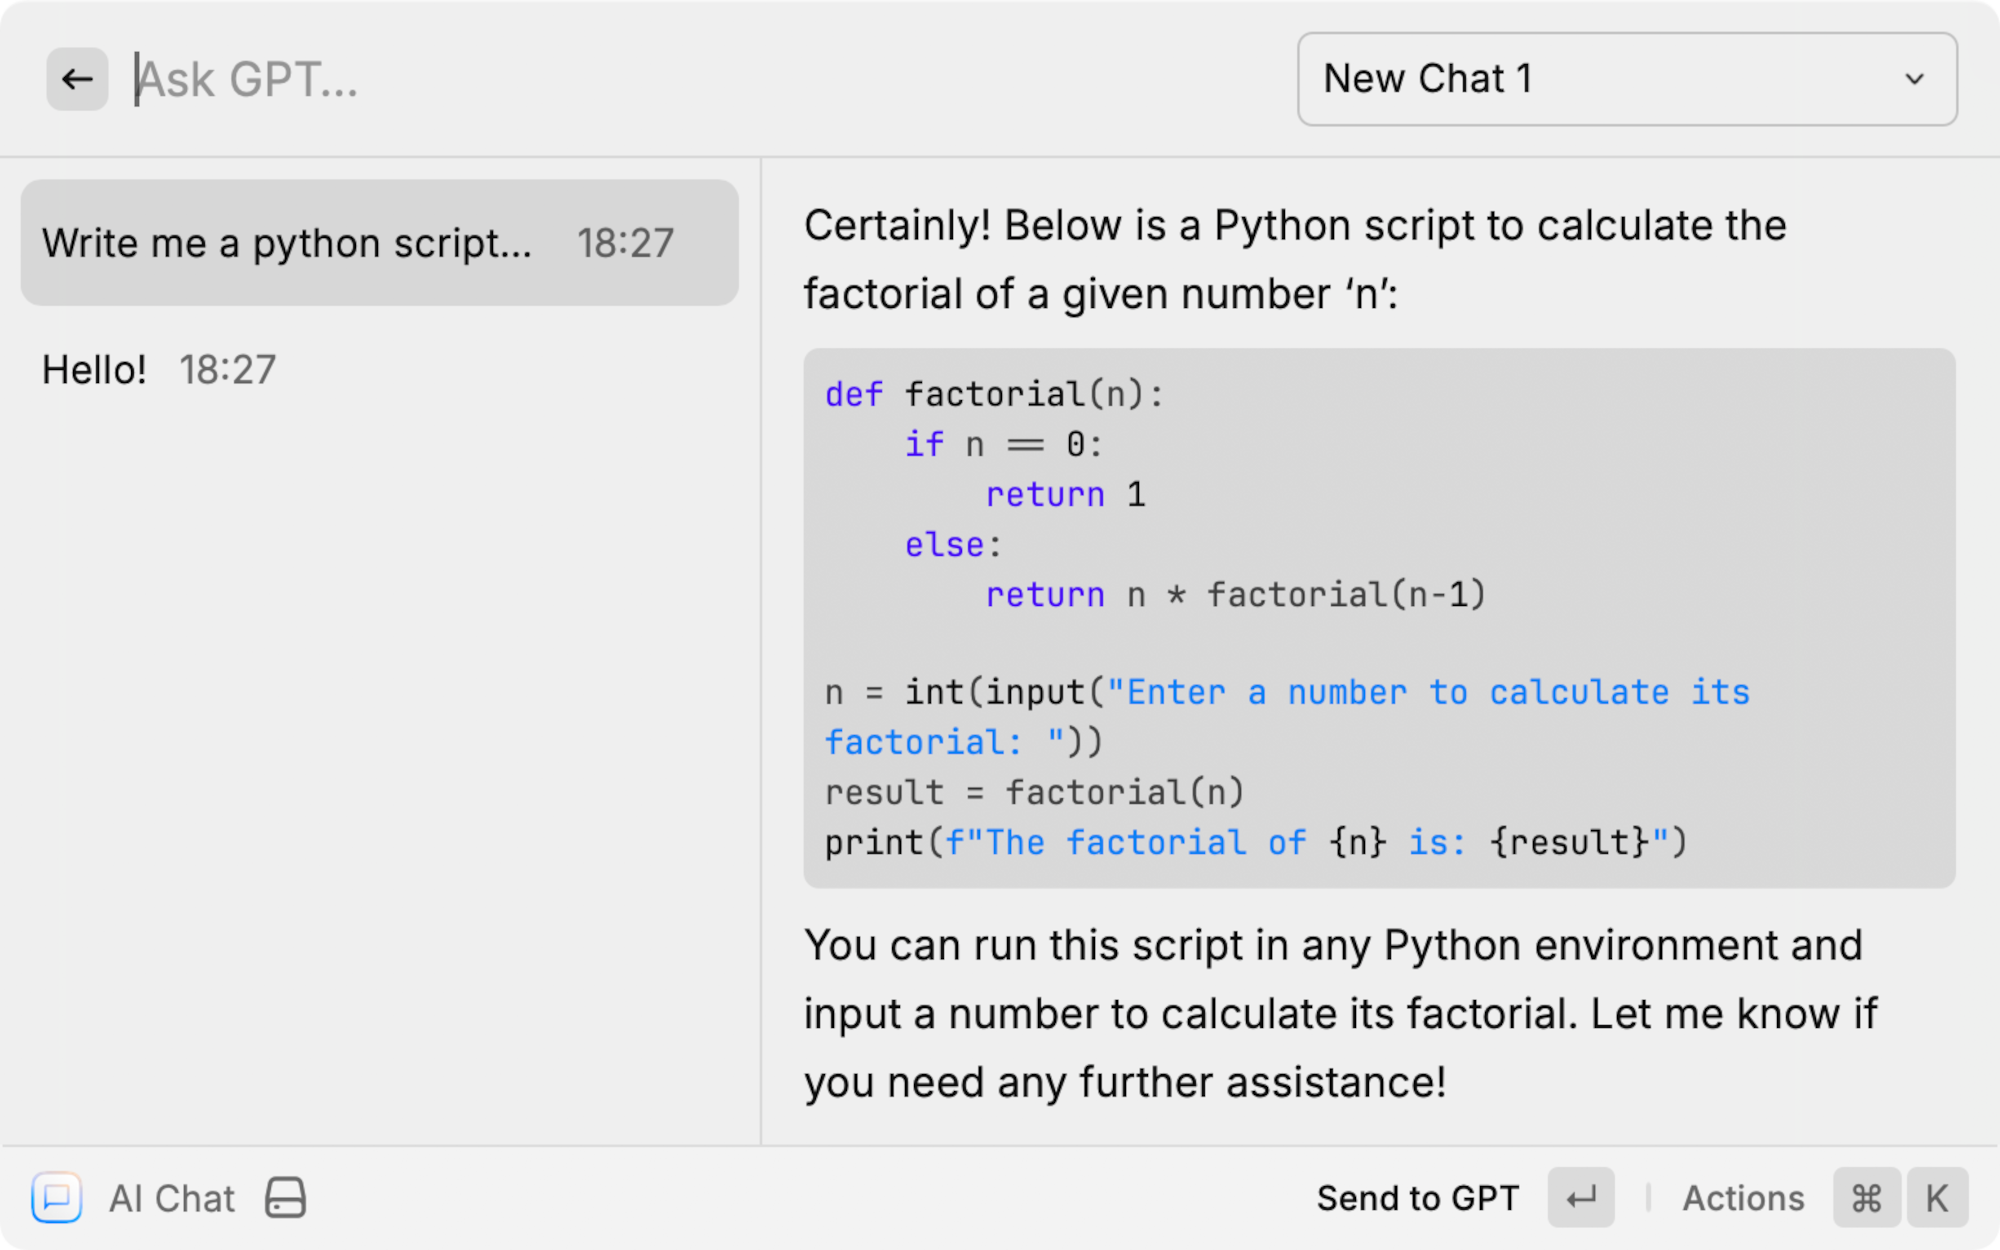 Ask GPT...
New Chat 1
Write me a python script... 18:27
Hello! 18:27
Certainly! Below is a Python script to calculate the
factorial of a given number ‘n’:
def factorial(n):
    if n == 0:
        return 1
    else:
        return n * factorial(n-1)

n = int(input("Enter a number to calculate its
factorial: "))
result = factorial(n)
print(f"The factorial of {n} is: {result}")
You can run this script in any Python environment and
input a number to calculate its factorial. Let me know if
you need any further assistance!
AI Chat
Send to GPT ↵ Actions ⌘ K